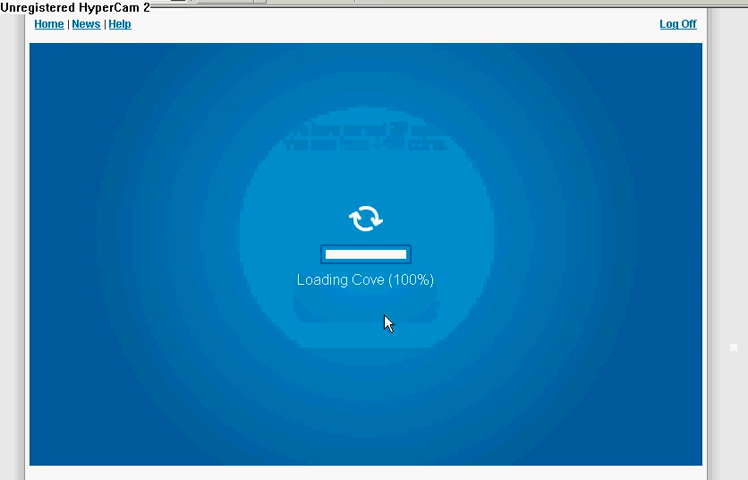 Unregistered HyperCam 2
Home | News | Help
Log Off
Loading Cove (100%)